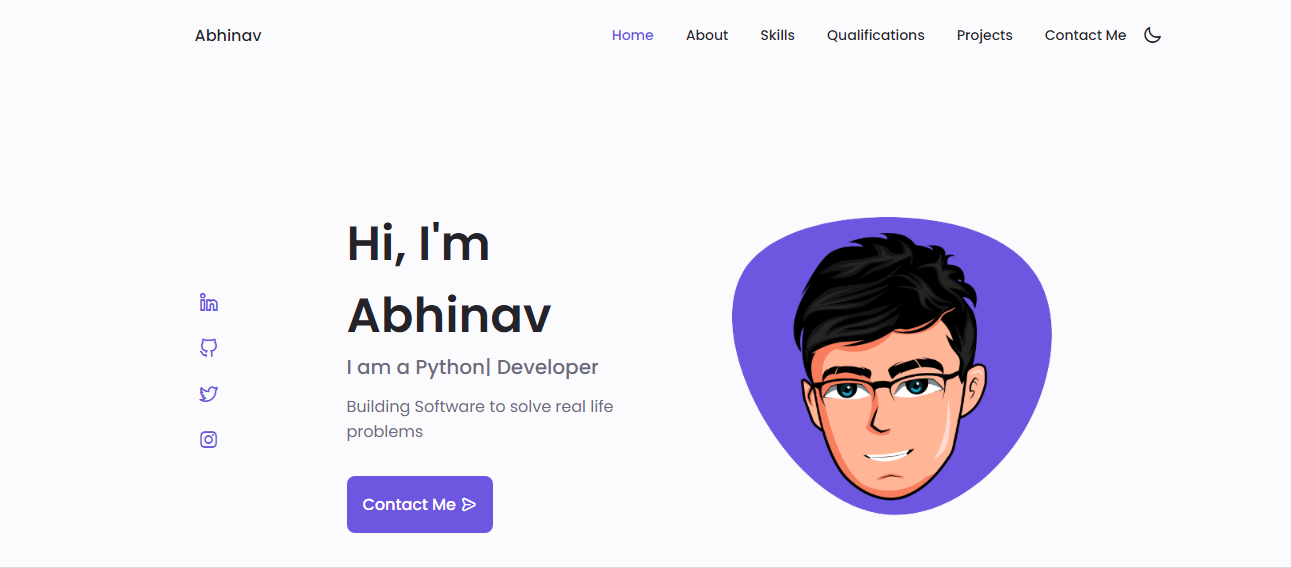 Abhinav
Home About Skills Qualifications Projects Contact Me
Hi, I'm
Abhinav
I am a Python| Developer
Building Software to solve real life
problems
Contact Me